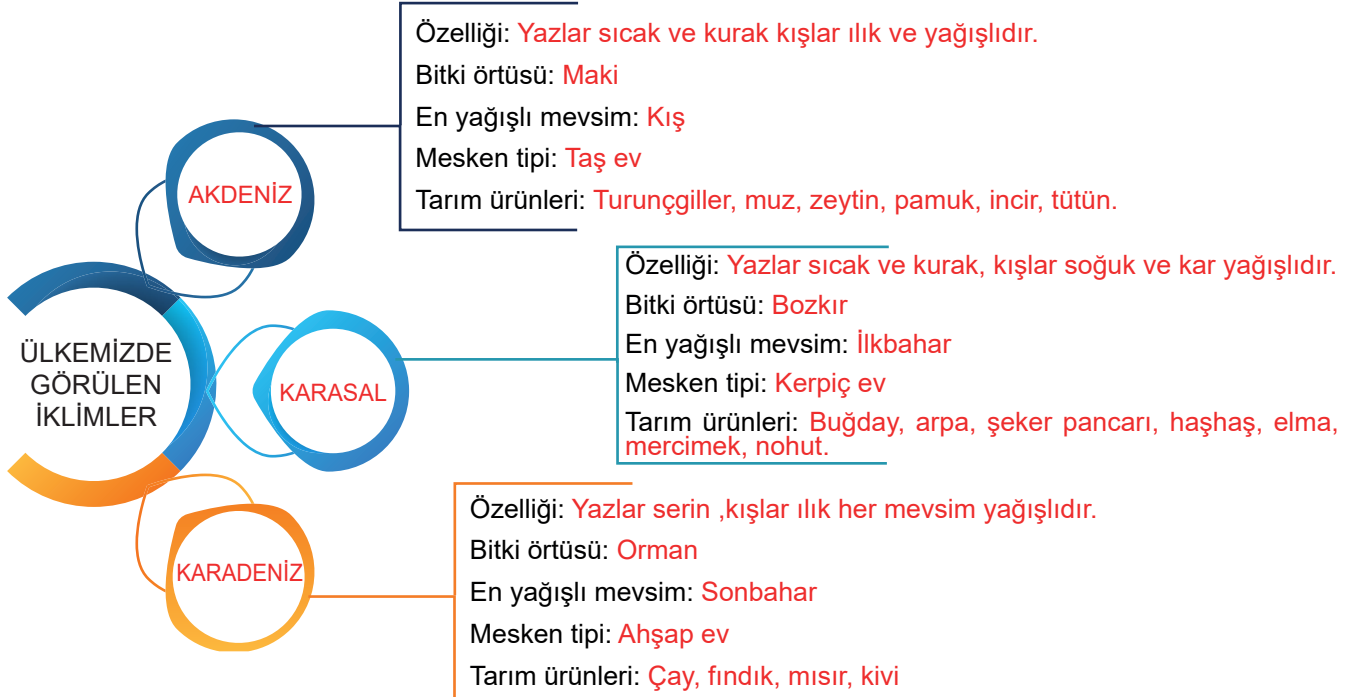 ÜLKEMİZDE
GÖRÜLEN
İKLİMLER
AKDENİZ
Özelliği: Yazlar sıcak ve kurak kışlar ılık ve yağışlıdır.
Bitki örtüsü: Maki
En yağışlı mevsim: Kış
Mesken tipi: Taş ev
Tarım ürünleri: Turunçgiller, muz, zeytin, pamuk, incir, tütün.
KARASAL
Özelliği: Yazlar sıcak ve kurak, kışlar soğuk ve kar yağışlıdır.
Bitki örtüsü: Bozkır
En yağışlı mevsim: İlkbahar
Mesken tipi: Kerpiç ev
Tarım ürünleri: Buğday, arpa, şeker pancarı, haşhaş, elma,
mercimek, nohut.
KARADENİZ
Özelliği: Yazlar serin ,kışlar ılık her mevsim yağışlıdır.
Bitki örtüsü: Orman
En yağışlı mevsim: Sonbahar
Mesken tipi: Ahşap ev
Tarım ürünleri: Çay, fındık, mısır, kivi